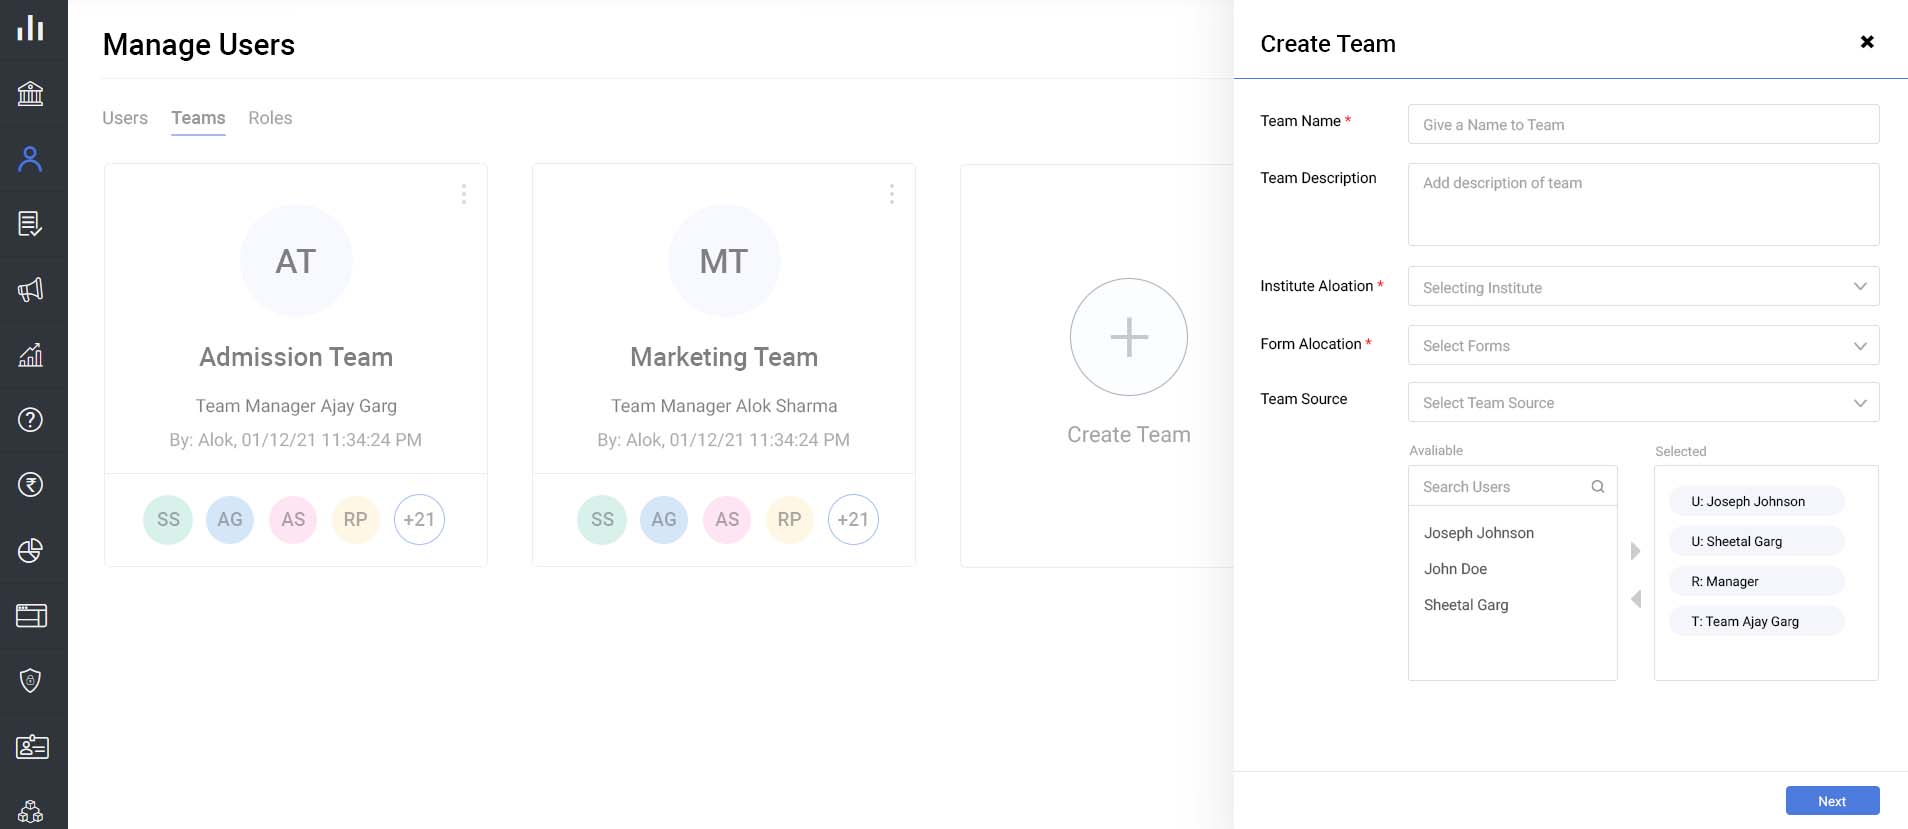 Manage Users
Users Teams Roles
AT
Admission Team
Team Manager Ajay Garg
By: Alok, 01/12/21 11:34:24 PM
SS AG AS RP +21
MT
Marketing Team
Team Manager Alok Sharma
By: Alok, 01/12/21 11:34:24 PM
SS AG AS RP +21
Create Team
Create Team
Team Name *
Give a Name to Team
Team Description
Add description of team
Institute Aloation *
Selecting Institute
Form Alocation *
Select Forms
Team Source
Select Team Source
Avaliable
Search Users
Joseph Johnson
John Doe
Sheetal Garg
Selected
U: Joseph Johnson
U: Sheetal Garg
R: Manager
T: Team Ajay Garg
Next